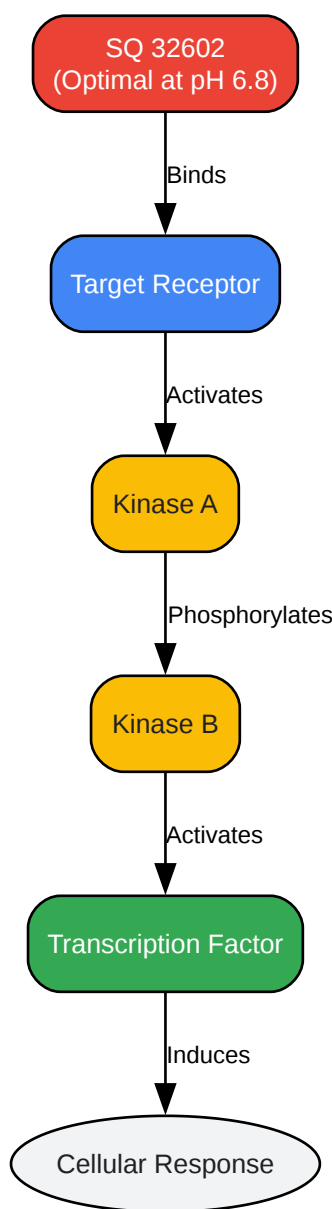 SQ 32602
(Optimal at pH 6.8)
Binds
Target Receptor
Activates
Kinase A
Phosphorylates
Kinase B
Activates
Transcription Factor
Induces
Cellular Response